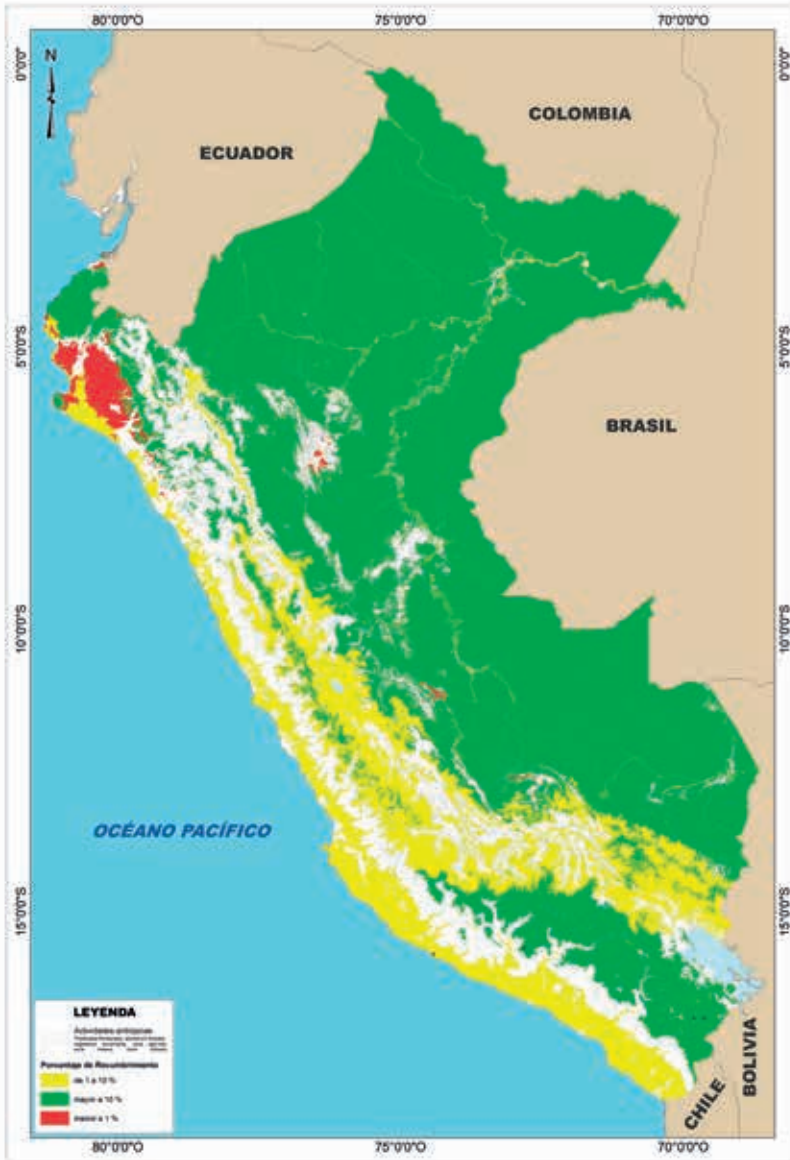 80°0'0"O 75°0'0"O 70°0'0"O
N
0°0'0"
COLOMBIA
ECUADOR
5°0'0"S 5°0'0"S
BRASIL
10°0'0"S 10°0'0"S
OCÉANO PACÍFICO
15°0'0"S 15°0'0"S
LEYENDA
Actividades antrópicas
Porcentaje de Recubrimiento
de 1 a 10 %
mayor a 10 %
menor a 1 %
BOLIVIA
CHILE
80°0'0"O 75°0'0"O 70°0'0"O